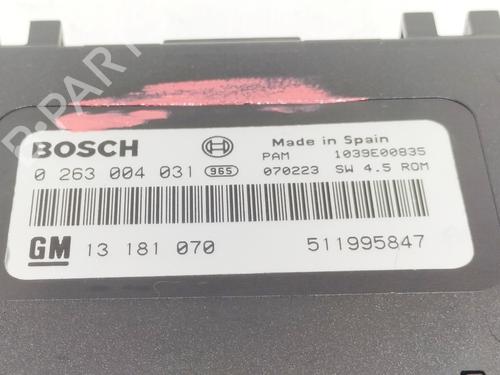 B-PARTS
BOSCH
Made in Spain
PAM 1039E00835
0 263 004 031 965 070223 SW 4.5 ROM
GM 13 181 070 511995847